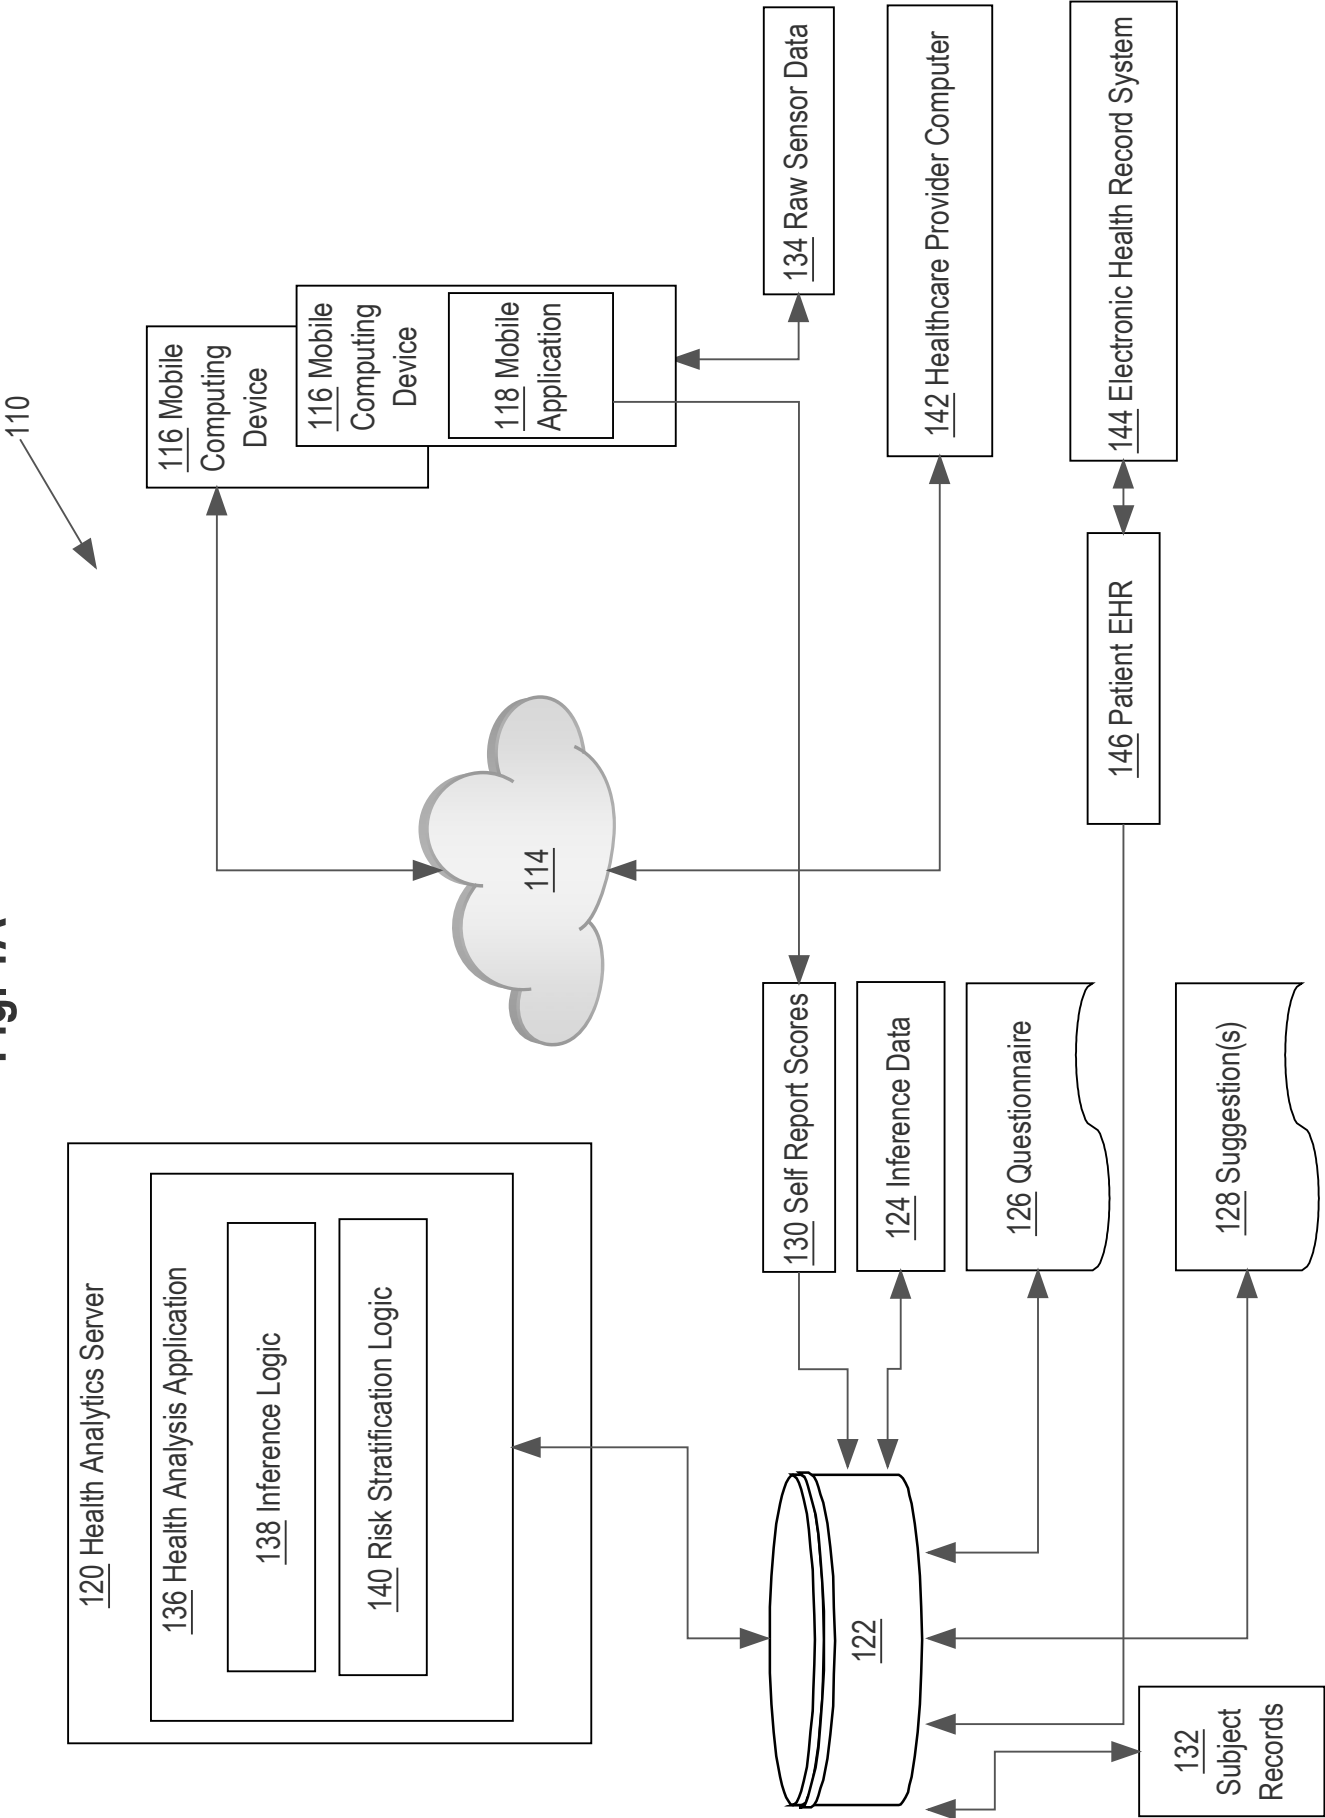 110
120 Health Analytics Server
136 Health Analysis Application
138 Inference Logic
140 Risk Stratification Logic
114
116 Mobile
Computing
Device
116 Mobile
Computing
Device
118 Mobile
Application
122
130 Self Report Scores
124 Inference Data
126 Questionnaire
128 Suggestion(s)
132
Subject
Records
134 Raw Sensor Data
142 Healthcare Provider Computer
146 Patient EHR
144 Electronic Health Record System